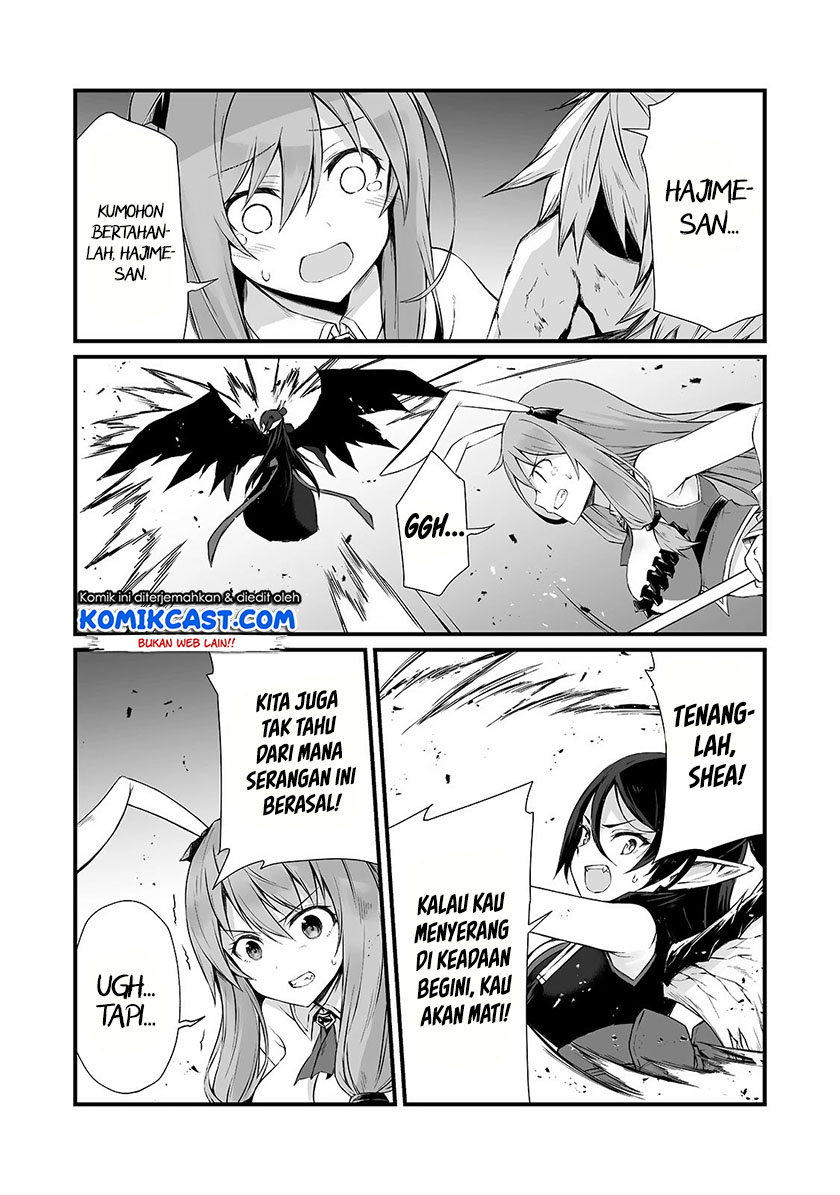 HAJIME-
SAN...
KUMOHON
BERTAHAN-
LAH, HAJIME-
SAN.
GGH...
Komik ini diterjemahkan & diedit oleh
KOMIKCAST.COM
BUKAN WEB LAIN!!
TENANG-
LAH,
SHEA!
KALAU KAU
MENYERANG
DI KEADAAN
BEGINI, KAU
AKAN MATI!
KITA JUGA
TAK TAHU
DARI MANA
SERANGAN INI
BERASAL!
UGH...
TAPI...